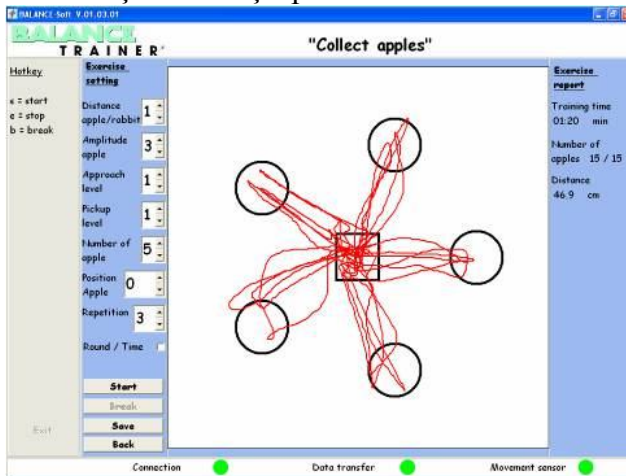 BALANCE-Soft V.01.03.01
BALANCE
TRAINER
"Collect apples"
Hotkey
s = start
e = stop
b = break
Exit
Exercise
setting
Distance
apple/rabbit 1
Amplitude
apple 3
Approach
level 1
Pickup
level 1
Number of
apple 5
Position
Apple 0
Repetition 3
Round / Time
Start
Break
Save
Back
Exercise
report
Training time
01:20 min
Number of
apples 15 / 15
Distance
46.9 cm
Connection
Data transfer
Movement sensor